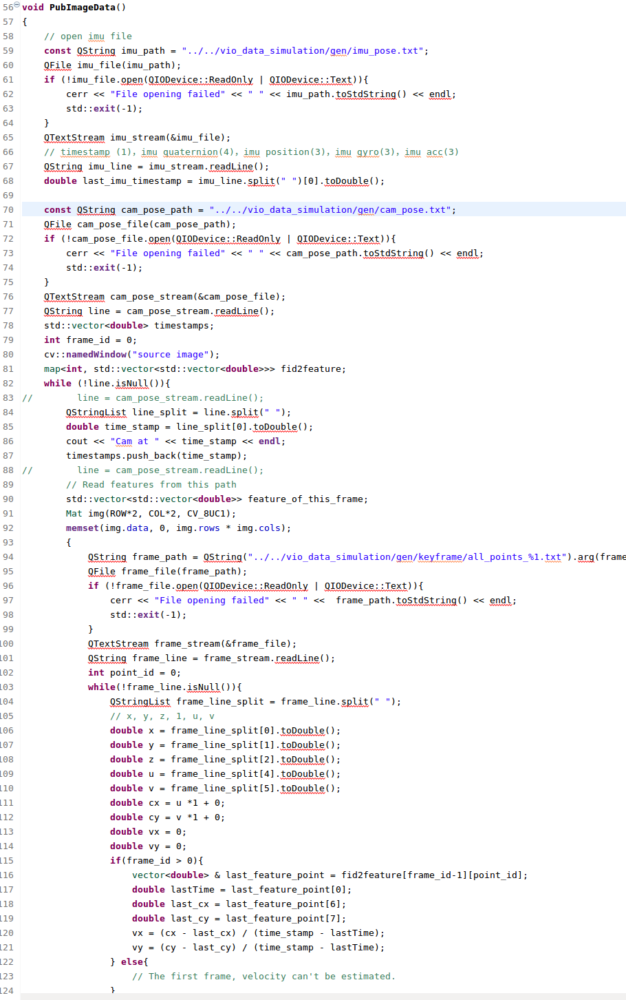 56 void PubImageData()
57 {
58     // open imu file
59     const QString imu_path = "../../vio_data_simulation/gen/imu_pose.txt";
60     QFile imu_file(imu_path);
61     if (!imu_file.open(QIODevice::ReadOnly | QIODevice::Text)){
62         cerr << "File opening failed" << " " << imu_path.toStdString() << endl;
63         std::exit(-1);
64     }
65     QTextStream imu_stream(&imu_file);
66     // timestamp (1), imu quaternion(4), imu position(3), imu gyro(3), imu acc(3)
67     QString imu_line = imu_stream.readLine();
68     double last_imu_timestamp = imu_line.split(" ")[0].toDouble();
69
70     const QString cam_pose_path = "../../vio_data_simulation/gen/cam_pose.txt";
71     QFile cam_pose_file(cam_pose_path);
72     if (!cam_pose_file.open(QIODevice::ReadOnly | QIODevice::Text)){
73         cerr << "File opening failed" << " " << cam_pose_path.toStdString() << endl;
74         std::exit(-1);
75     }
76     QTextStream cam_pose_stream(&cam_pose_file);
77     QString line = cam_pose_stream.readLine();
78     std::vector<double> timestamps;
79     int frame_id = 0;
80     cv::namedWindow("source image");
81     map<int, std::vector<std::vector<double>>> fid2feature;
82     while (!line.isNull()){
83 //        line = cam_pose_stream.readLine();
84         QStringList line_split = line.split(" ");
85         double time_stamp = line_split[0].toDouble();
86         cout << "Cam at " << time_stamp << endl;
87         timestamps.push_back(time_stamp);
88 //        line = cam_pose_stream.readLine();
89         // Read features from this path
90         std::vector<std::vector<double>> feature_of_this_frame;
91         Mat img(ROW*2, COL*2, CV_8UC1);
92         memset(img.data, 0, img.rows * img.cols);
93         {
94             QString frame_path = QString("../../vio_data_simulation/gen/keyframe/all_points_%1.txt").arg(frame
95             QFile frame_file(frame_path);
96             if (!frame_file.open(QIODevice::ReadOnly | QIODevice::Text)){
97                 cerr << "File opening failed" << " " <<  frame_path.toStdString() << endl;
98                 std::exit(-1);
99             }
100             QTextStream frame_stream(&frame_file);
101             QString frame_line = frame_stream.readLine();
102             int point_id = 0;
103             while(!frame_line.isNull()){
104                 QStringList frame_line_split = frame_line.split(" ");
105                 // x, y, z, 1, u, v
106                 double x = frame_line_split[0].toDouble();
107                 double y = frame_line_split[1].toDouble();
108                 double z = frame_line_split[2].toDouble();
109                 double u = frame_line_split[4].toDouble();
110                 double v = frame_line_split[5].toDouble();
111                 double cx = u *1 + 0;
112                 double cy = v *1 + 0;
113                 double vx = 0;
114                 double vy = 0;
115                 if(frame_id > 0){
116                     vector<double> & last_feature_point = fid2feature[frame_id-1][point_id];
117                     double lastTime = last_feature_point[0];
118                     double last_cx = last_feature_point[6];
119                     double last_cy = last_feature_point[7];
120                     vx = (cx - last_cx) / (time_stamp - lastTime);
121                     vy = (cy - last_cy) / (time_stamp - lastTime);
122                 } else{
123                     // The first frame, velocity can't be estimated.
124                 }